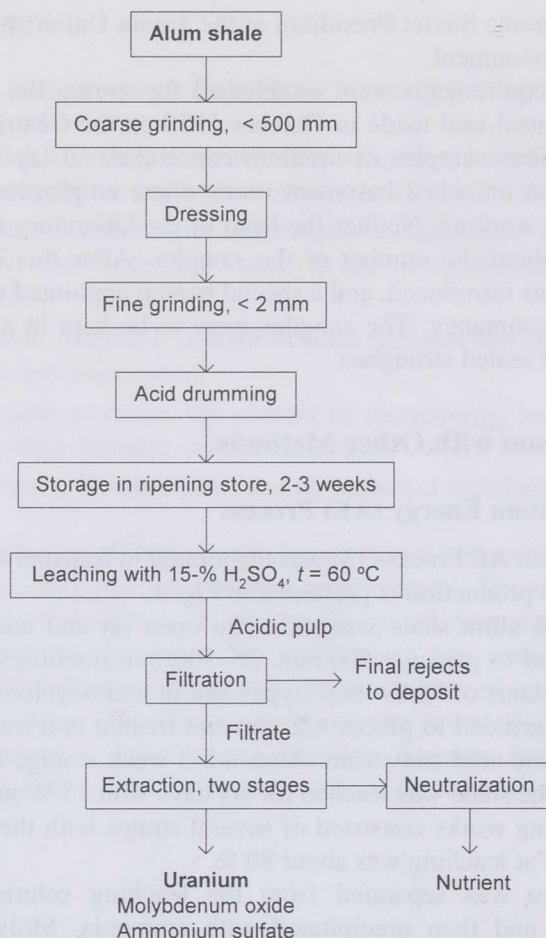 Alum shale
Coarse grinding, < 500 mm
Dressing
Fine grinding, < 2 mm
Acid drumming
Storage in ripening store, 2-3 weeks
Leaching with 15-% H₂SO₄, t = 60 °C
Acidic pulp
Filtration
Final rejects
to deposit
Filtrate
Extraction, two stages
Neutralization
Uranium
Molybdenum oxide
Ammonium sulfate
Nutrient